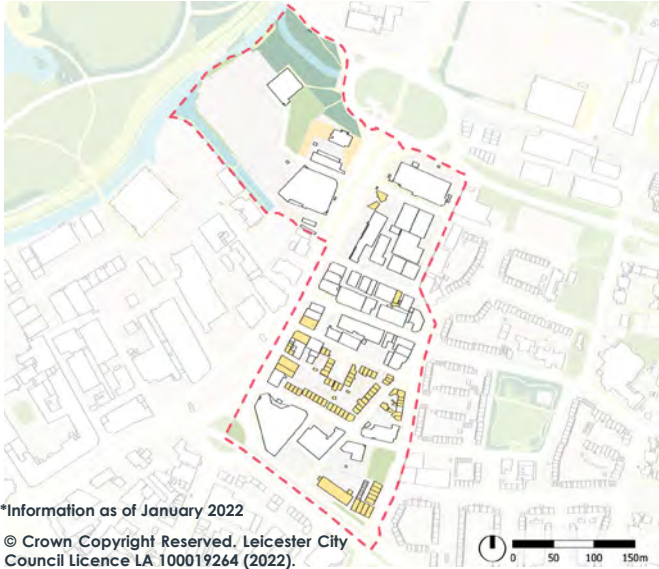 *Information as of January 2022
© Crown Copyright Reserved. Leicester City
Council Licence LA 100019264 (2022).
0 50 100 150m